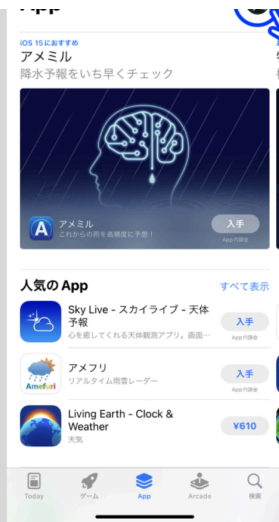 App
iOS 15におすすめ
アメミル
降水予報をいち早くチェック
アメミル
これからの雨を高精度に予想！
入手
App内課金
人気の App
すべて表示
Sky Live - スカイライブ - 天体
予報
心を癒してくれる天体観測アプリ。画面…
入手
App内課金
アメフリ
リアルタイム雨雲レーダー
入手
App内課金
Amefuri
Living Earth - Clock &
Weather
天気
¥610
Today
ゲーム
App
Arcade
検索